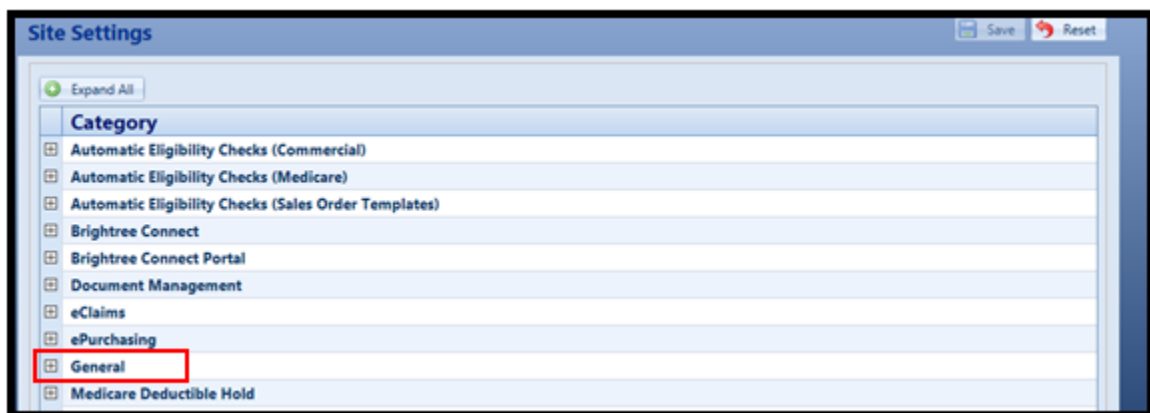 Site Settings
Save
Reset
Expand All
Category
Automatic Eligibility Checks (Commercial)
Automatic Eligibility Checks (Medicare)
Automatic Eligibility Checks (Sales Order Templates)
Brightree Connect
Brightree Connect Portal
Document Management
eClaims
ePurchasing
General
Medicare Deductible Hold